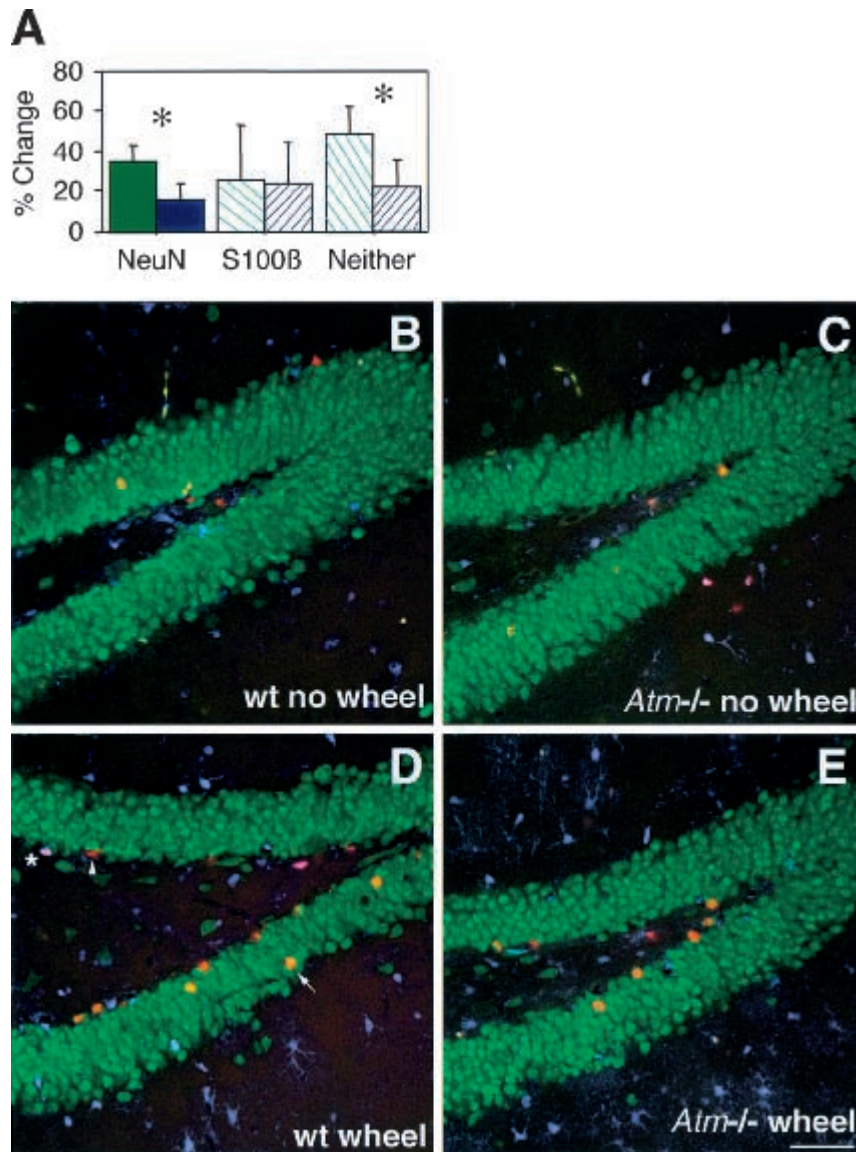 A
80
60
40
20
0
% Change
*
*
NeuN
S100ß
Neither
B
wt no wheel
C
Atm-/- no wheel
D
*
wt wheel
E
Atm-/- wheel